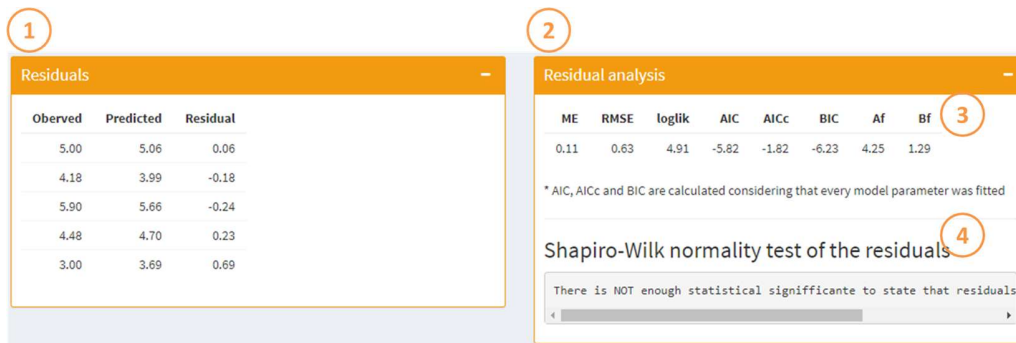 1
Residuals
Oberved Predicted Residual
5.00 5.06 0.06
4.18 3.99 -0.18
5.90 5.66 -0.24
4.48 4.70 0.23
3.00 3.69 0.69
2
Residual analysis
3
ME RMSE loglik AIC AICc BIC Af Bf
0.11 0.63 4.91 -5.82 -1.82 -6.23 4.25 1.29
* AIC, AICc and BIC are calculated considering that every model parameter was fitted
4
Shapiro-Wilk normality test of the residuals
There is NOT enough statistical signifficante to state that residuals